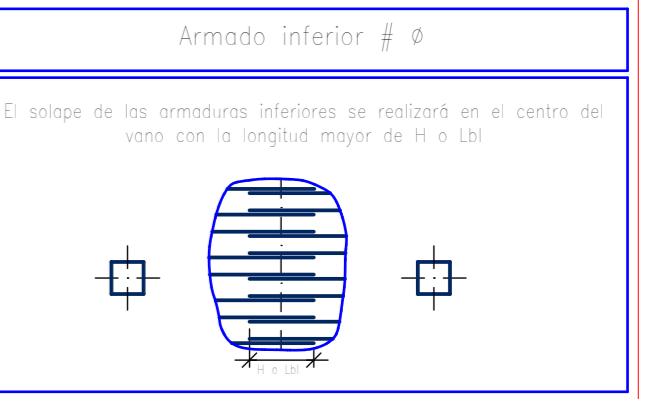 Armado inferior # ø
El solape de las armaduras inferiores se realizará en el centro del
vano con la longitud mayor de H o Lbl
H o Lbl